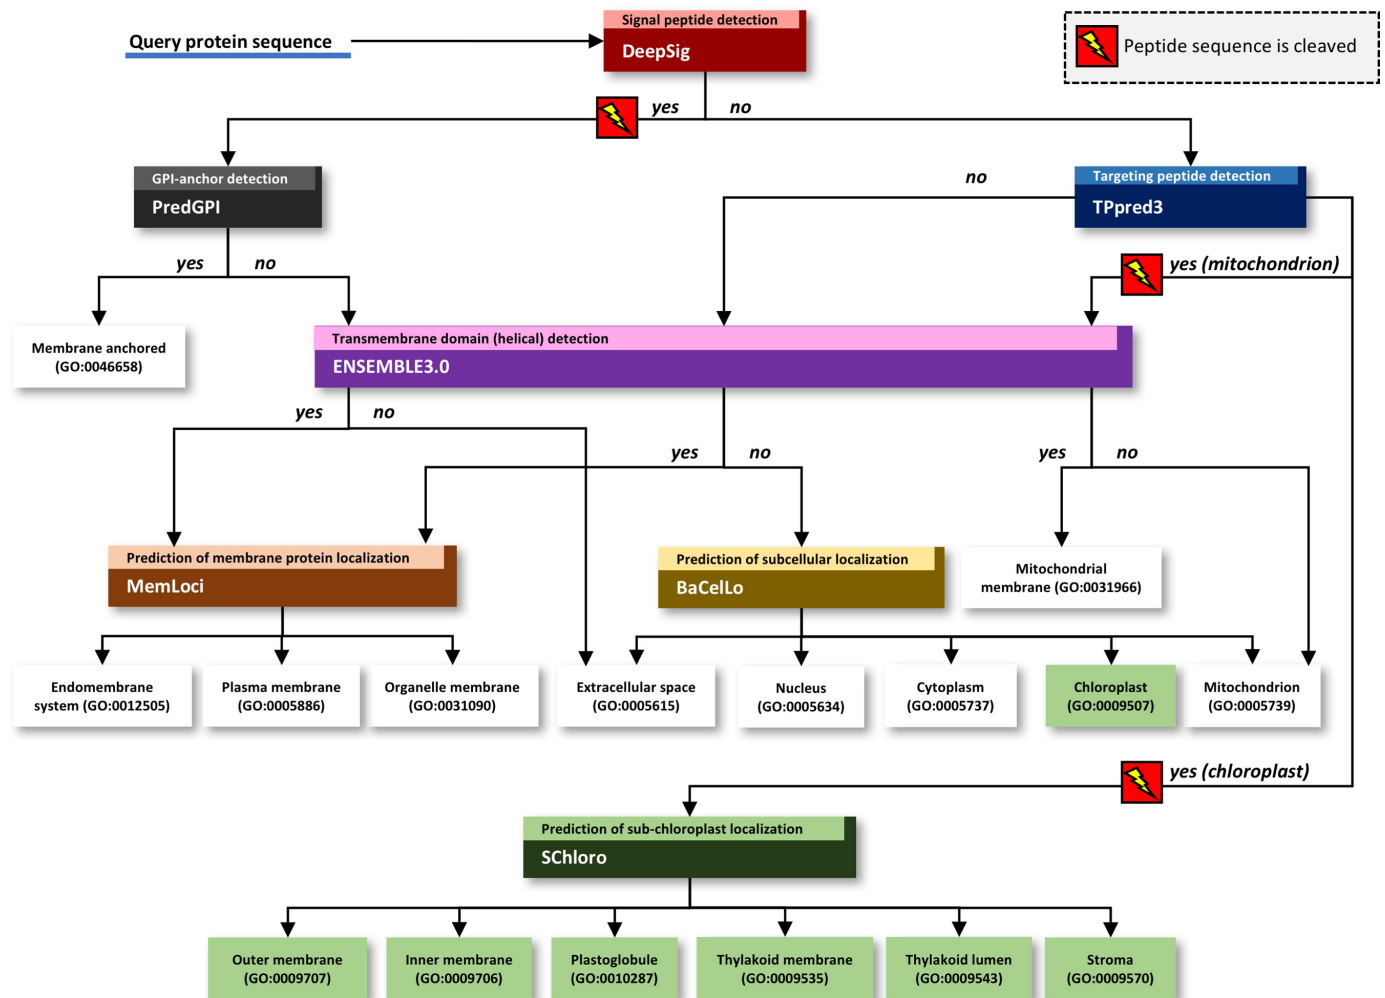 Signal peptide detection
Query protein sequence
DeepSig
Peptide sequence is cleaved
yes
no
GPI-anchor detection
PredGPI
no
Targeting peptide detection
TPpred3
yes
no
yes (mitochondrion)
Membrane anchored
(GO:0046658)
Transmembrane domain (helical) detection
ENSEMBLE3.0
yes
no
yes
no
yes
no
Prediction of membrane protein localization
MemLoci
Prediction of subcellular localization
BaCelLo
Mitochondrial
membrane (GO:0031966)
Endomembrane
system (GO:0012505)
Plasma membrane
(GO:0005886)
Organelle membrane
(GO:0031090)
Extracellular space
(GO:0005615)
Nucleus
(GO:0005634)
Cytoplasm
(GO:0005737)
Chloroplast
(GO:0009507)
Mitochondrion
(GO:0005739)
yes (chloroplast)
Prediction of sub-chloroplast localization
SChloro
Outer membrane
(GO:0009707)
Inner membrane
(GO:0009706)
Plastoglobule
(GO:0010287)
Thylakoid membrane
(GO:0009535)
Thylakoid lumen
(GO:0009543)
Stroma
(GO:0009570)